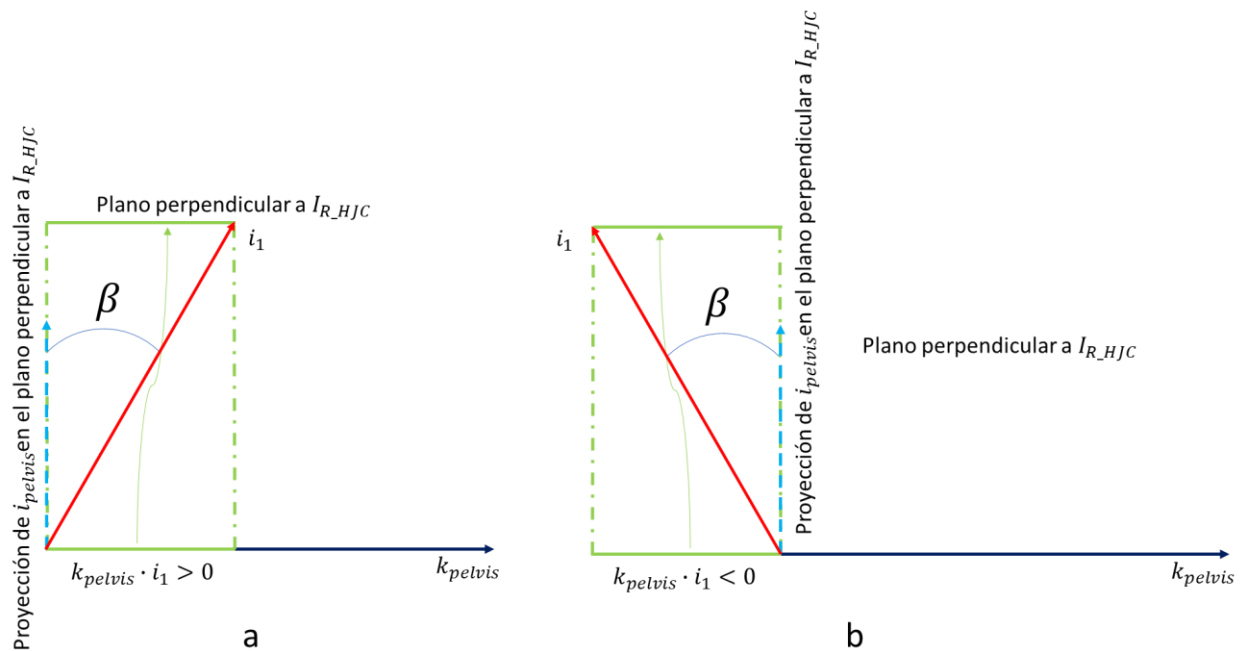 Proyección de i_pelvis en el plano perpendicular a I_R_HJC
Plano perpendicular a I_R_HJC
i_1
β
k_pelvis
k_pelvis · i_1 > 0
a
Proyección de i_pelvis en el plano perpendicular a I_R_HJC
i_1
β
Plano perpendicular a I_R_HJC
k_pelvis
k_pelvis · i_1 < 0
b